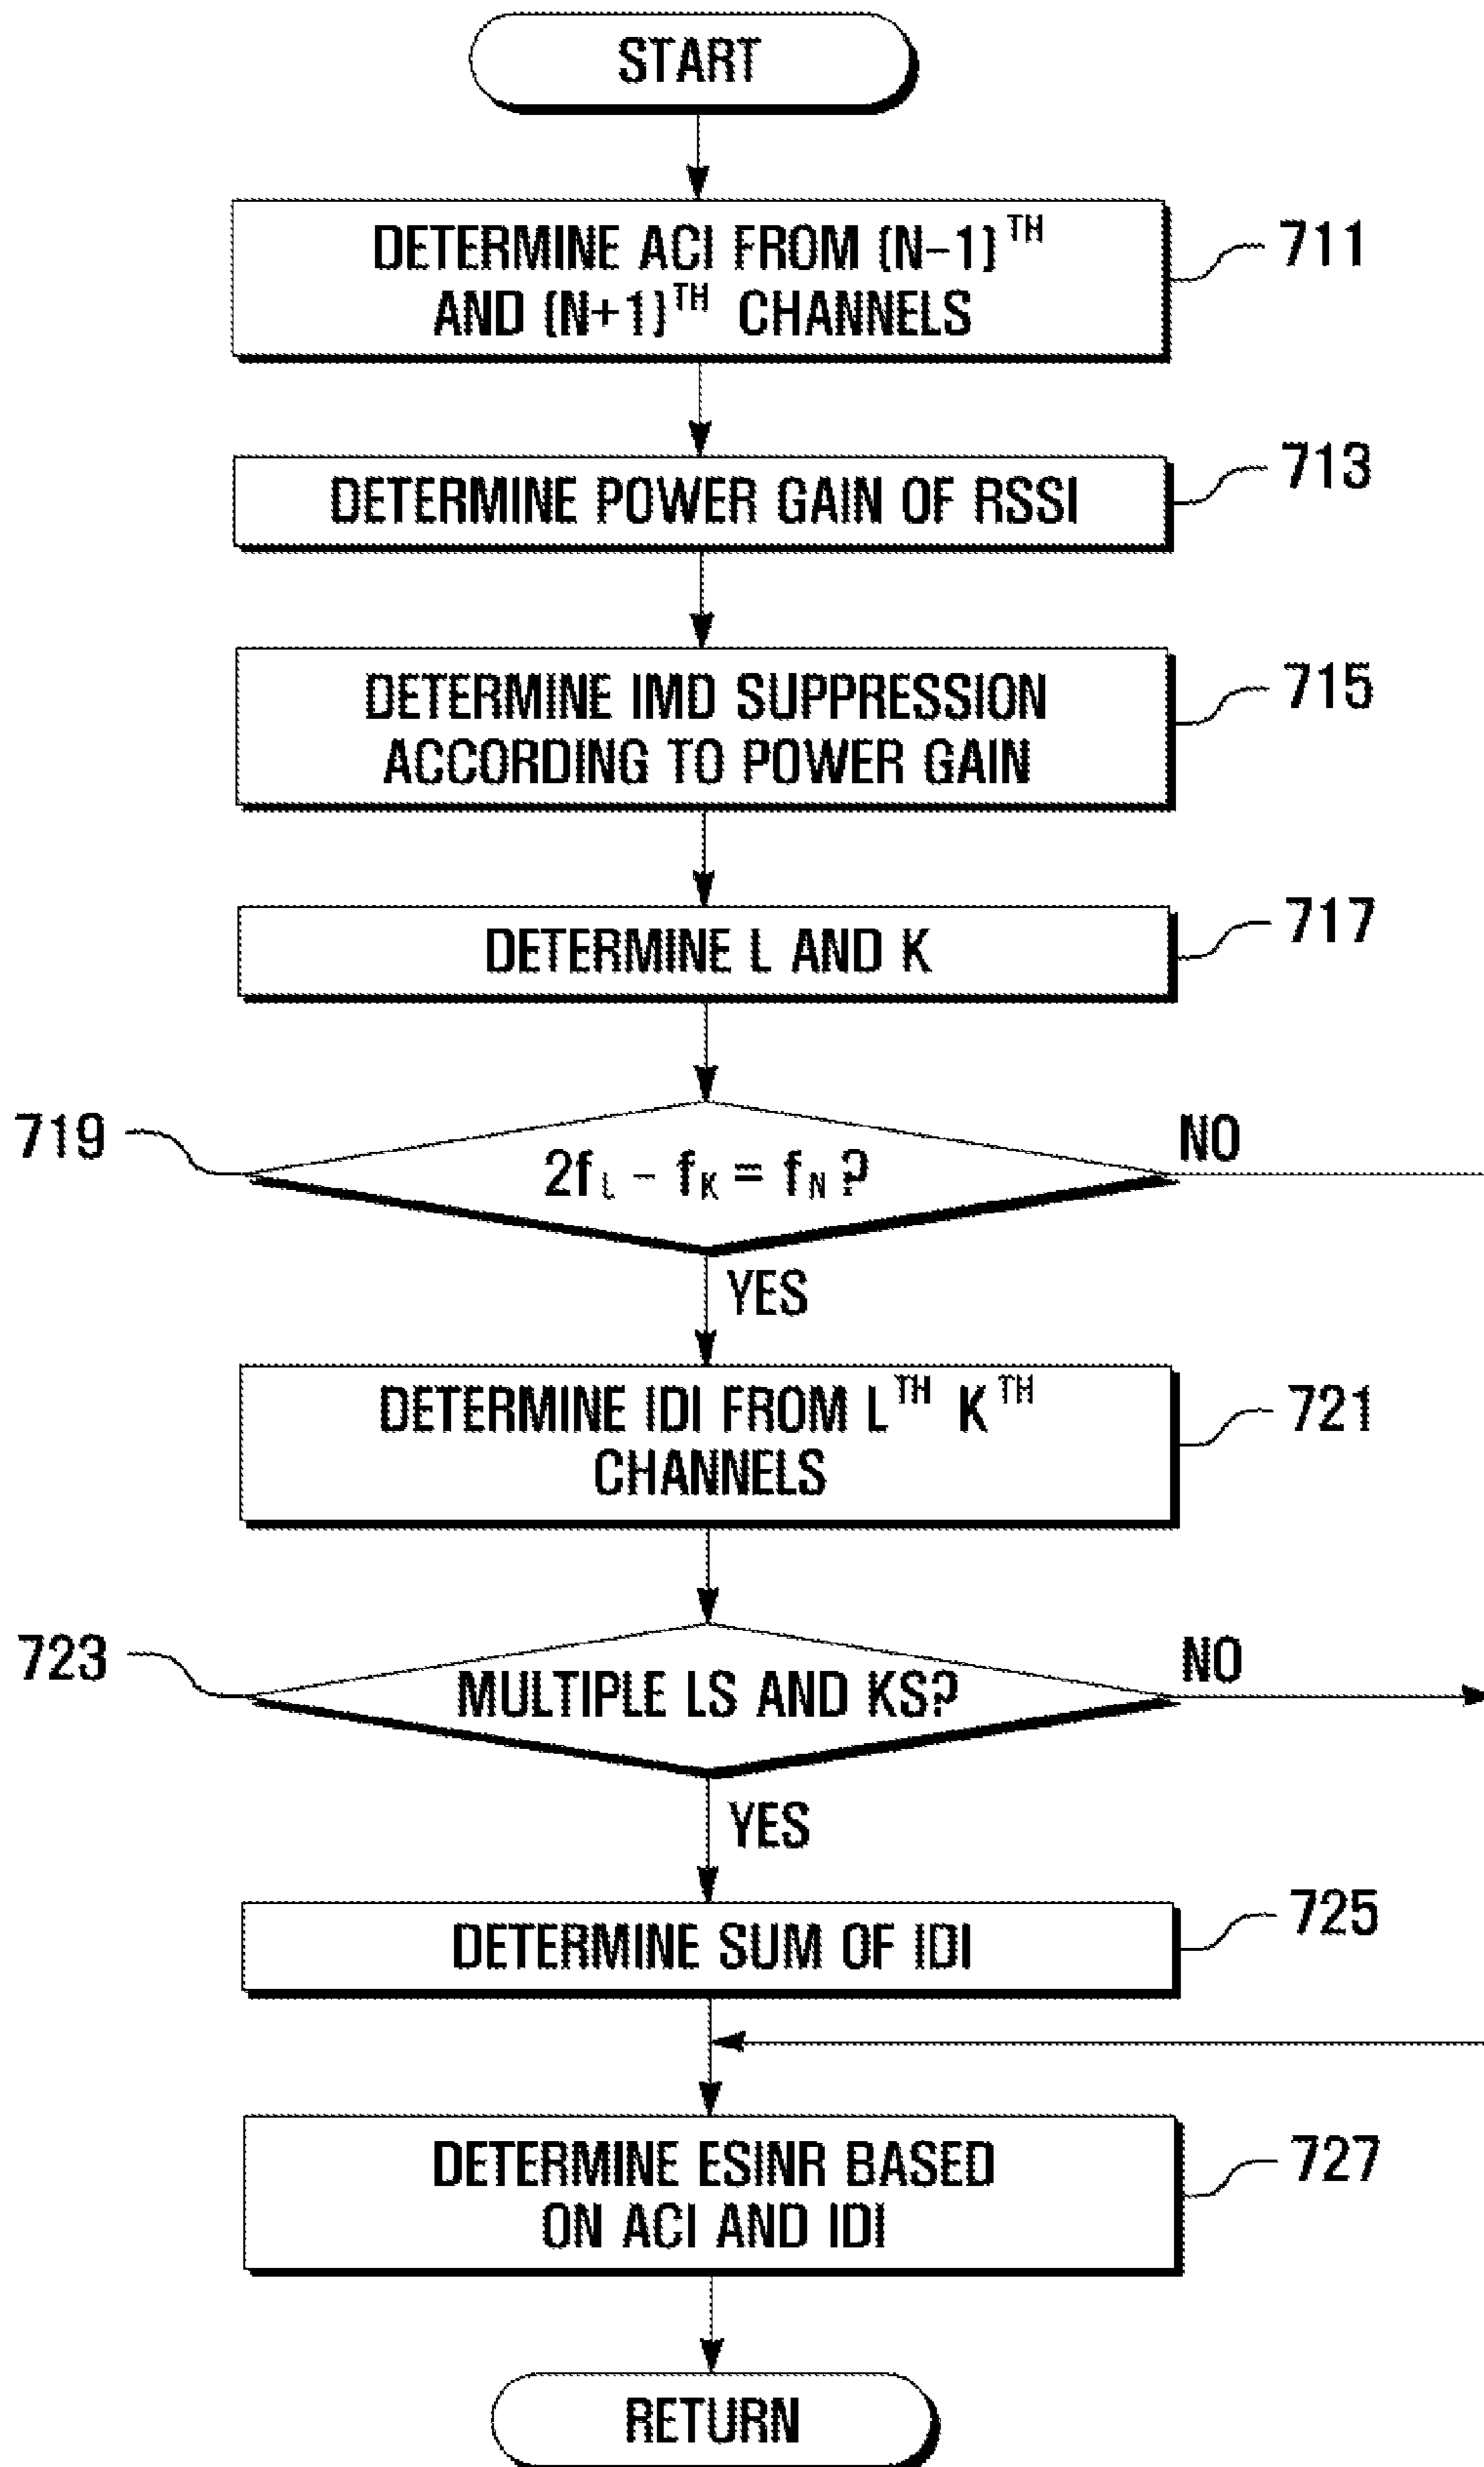 START
DETERMINE ACI FROM (N-1)TH
AND (N+1)TH CHANNELS
711
DETERMINE POWER GAIN OF RSSI
713
DETERMINE IMD SUPPRESSION
ACCORDING TO POWER GAIN
715
DETERMINE L AND K
717
719
2fL - fK = fN ?
NO
YES
DETERMINE IDI FROM LTH KTH
CHANNELS
721
723
MULTIPLE LS AND KS?
NO
YES
DETERMINE SUM OF IDI
725
DETERMINE ESINR BASED
ON ACI AND IDI
727
RETURN